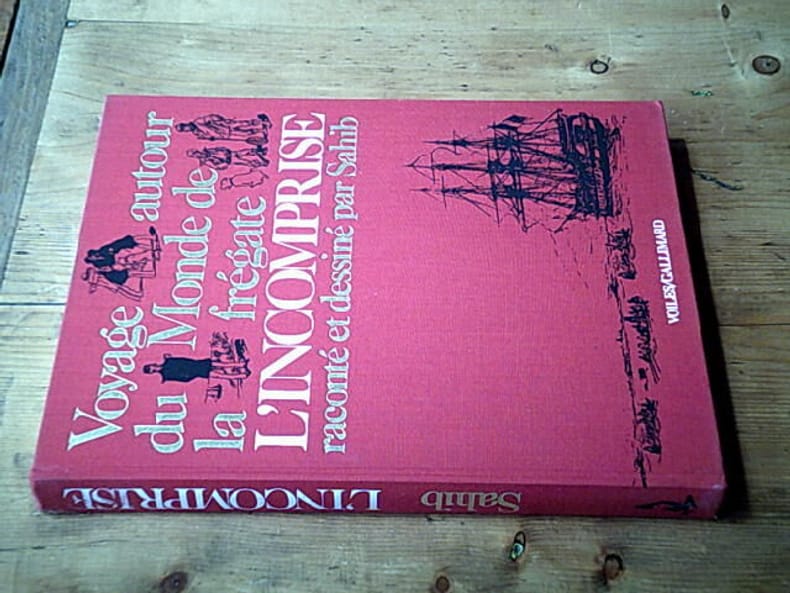 Voyage autour
du Monde de
la frégate
L'INCOMPRISE
raconté et dessiné par Sahib
VOILES/GALLIMARD
L'INCOMPRISE Sahib